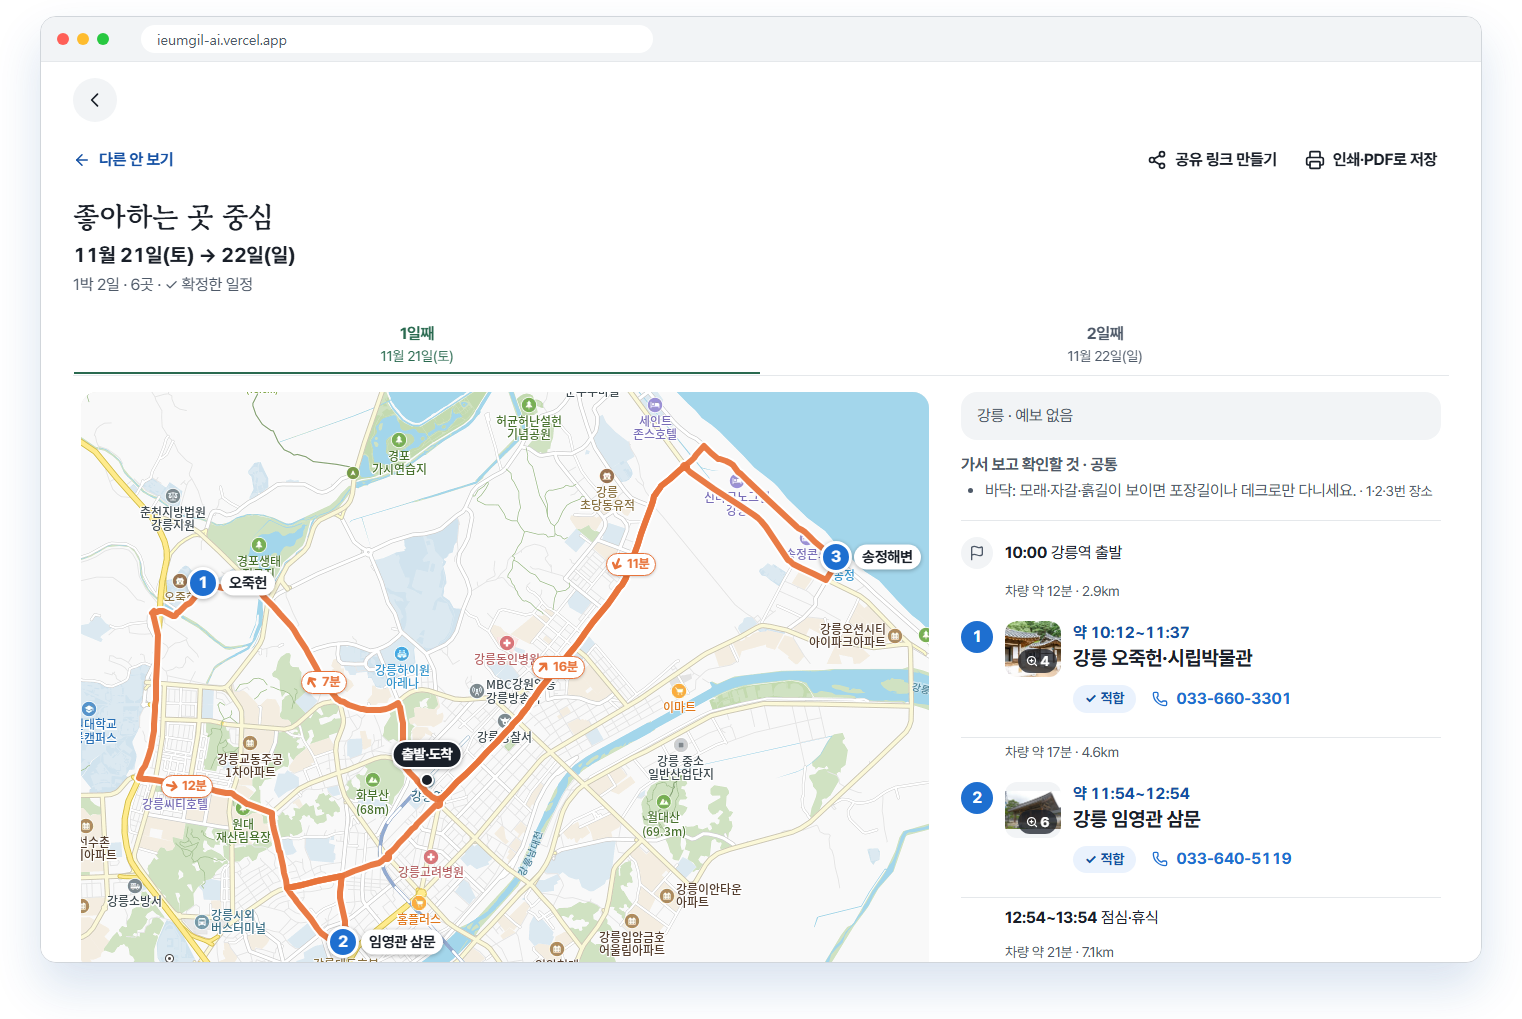 ieumgil-ai.vercel.app
다른 안 보기
공유 링크 만들기
인쇄·PDF로 저장
좋아하는 곳 중심
11월 21일(토) → 22일(일)
1박 2일 · 6곳 · ✓ 확정한 일정
1일째
11월 21일(토)
2일째
11월 22일(일)
허균허난설헌
기념공원
세인트
존스호텔
경포
가시연습지
강릉
초당동유적
춘천지방법원
강릉지원
경포생태
1 오죽헌
3 송정해변
↙ 11분
강릉오션시티
아이파크아파트
강릉동인병원
↗ 16분
강릉하이원
아레나
↖ 7분
MBC강원영동
강릉방송
이마트
강릉경찰서
출발·도착
강릉교동주공
1차아파트
강릉 중소
일반산업단지
→ 12분
강릉씨티호텔
화부산
(68m)
월대산
(69.3m)
원대
재산림욕장
강릉남대천
강릉고려병원
강릉소방서
강릉시외
버스터미널
홈플러스
강릉이안타운
아파트
2 임영관 삼문
강릉입암금호
어울림아파트
강릉 · 예보 없음
가서 보고 확인할 것 · 공통
• 바닥: 모래·자갈·흙길이 보이면 포장길이나 데크로만 다니세요. · 1·2·3번 장소
10:00 강릉역 출발
차량 약 12분 · 2.9km
1
4
약 10:12~11:37
강릉 오죽헌·시립박물관
✓ 적합
033-660-3301
차량 약 17분 · 4.6km
2
6
약 11:54~12:54
강릉 임영관 삼문
✓ 적합
033-640-5119
12:54~13:54 점심·휴식
차량 약 21분 · 7.1km